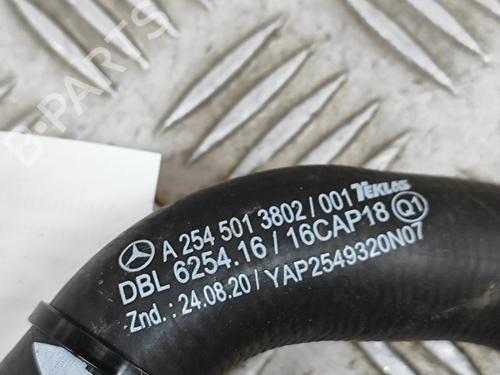 B-PARTS
A 254 501 3802 / 001 TEKLAS
DBL 6254.16 / 16CAP18 Q1
Znd. : 24.08.20 / YAP2549320N07